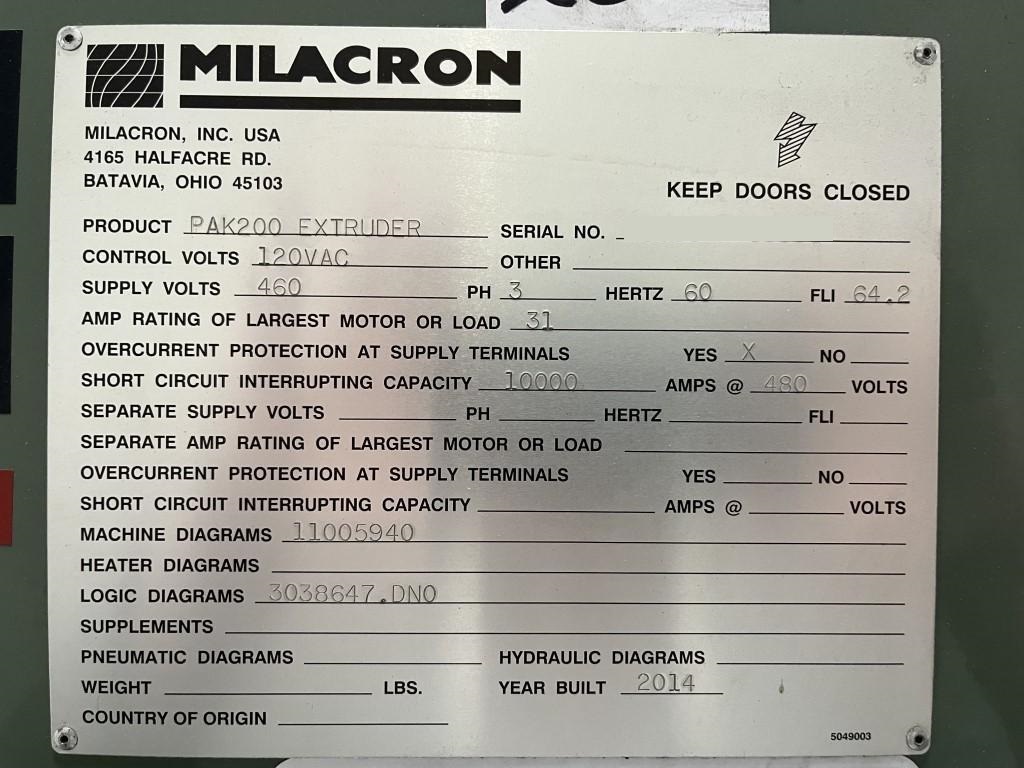 MILACRON
MILACRON, INC. USA
4165 HALFACRE RD.
BATAVIA, OHIO 45103
KEEP DOORS CLOSED
PRODUCT PAK200 EXTRUDER SERIAL NO.
CONTROL VOLTS 120VAC OTHER
SUPPLY VOLTS 460 PH 3 HERTZ 60 FLI 64.2
AMP RATING OF LARGEST MOTOR OR LOAD 31
OVERCURRENT PROTECTION AT SUPPLY TERMINALS YES X NO
SHORT CIRCUIT INTERRUPTING CAPACITY 10000 AMPS @ 480 VOLTS
SEPARATE SUPPLY VOLTS PH HERTZ FLI
SEPARATE AMP RATING OF LARGEST MOTOR OR LOAD
OVERCURRENT PROTECTION AT SUPPLY TERMINALS YES NO
SHORT CIRCUIT INTERRUPTING CAPACITY AMPS @ VOLTS
MACHINE DIAGRAMS 11005940
HEATER DIAGRAMS
LOGIC DIAGRAMS 3038647.DNO
SUPPLEMENTS
PNEUMATIC DIAGRAMS HYDRAULIC DIAGRAMS
WEIGHT LBS. YEAR BUILT 2014
COUNTRY OF ORIGIN
5049003